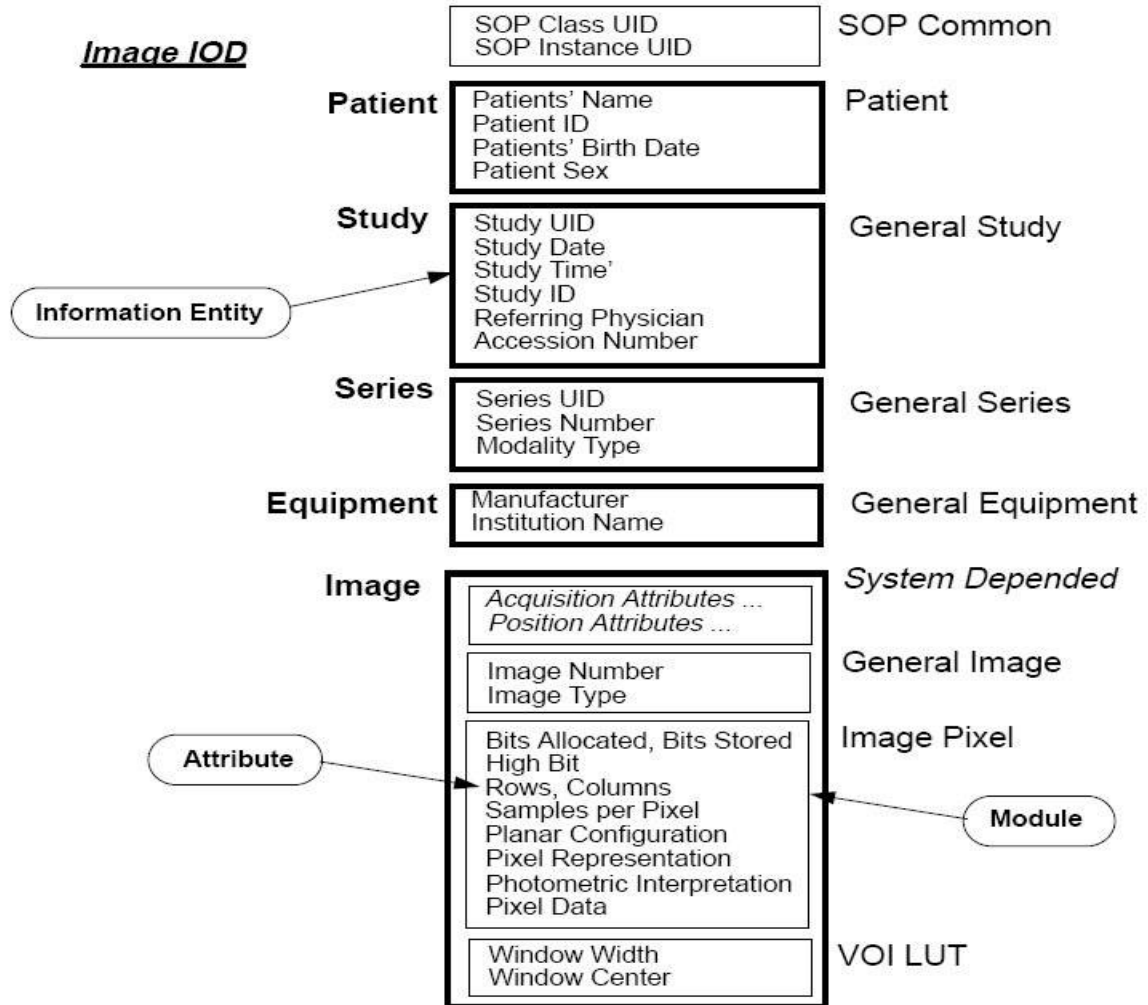 Image IOD
SOP Class UID
SOP Instance UID
SOP Common
Patient
Patients' Name
Patient ID
Patients' Birth Date
Patient Sex
Patient
Study
Study UID
Study Date
Study Time'
Study ID
Referring Physician
Accession Number
General Study
Information Entity
Series
Series UID
Series Number
Modality Type
General Series
Equipment
Manufacturer
Institution Name
General Equipment
Image
Acquisition Attributes ...
Position Attributes ...
System Depended
Image Number
Image Type
General Image
Bits Allocated, Bits Stored
High Bit
Rows, Columns
Samples per Pixel
Planar Configuration
Pixel Representation
Photometric Interpretation
Pixel Data
Image Pixel
Attribute
Module
Window Width
Window Center
VOI LUT